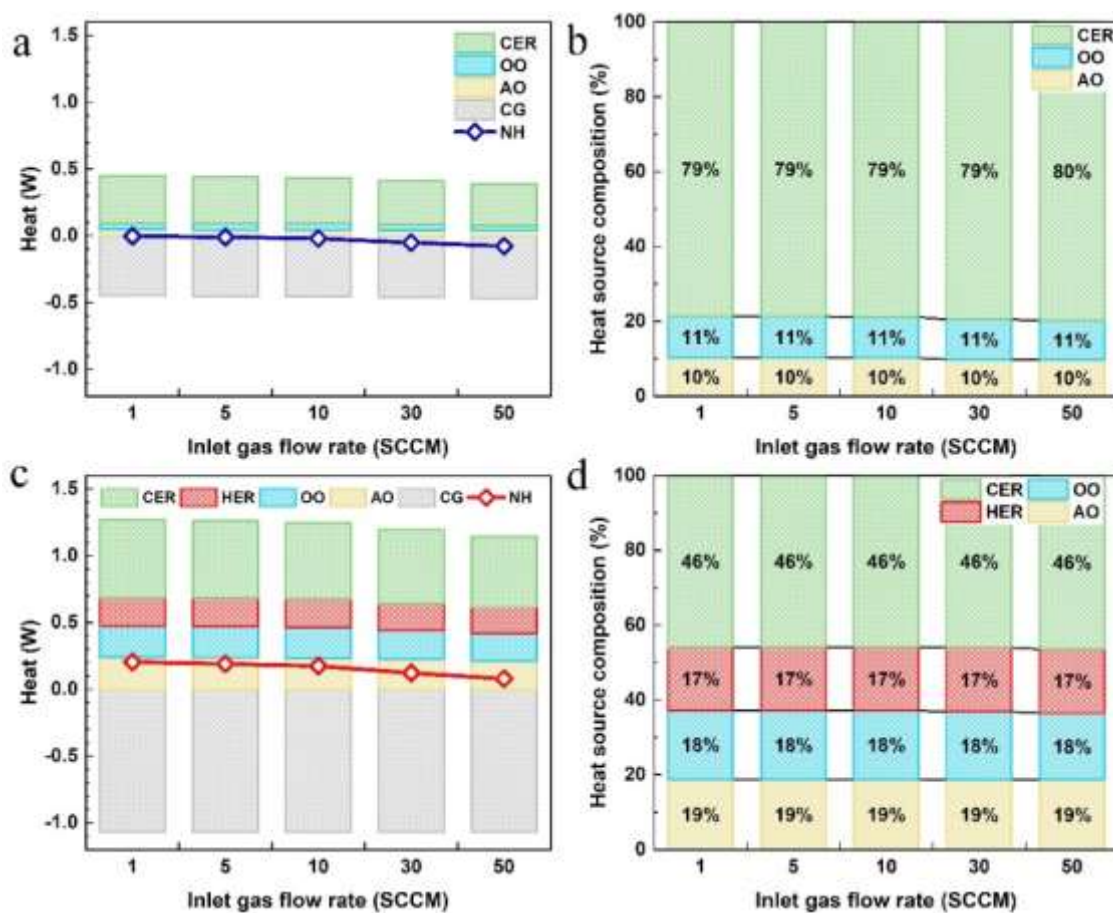 a
1.5
1.0
0.5
0.0
-0.5
-1.0
Heat (W)
CER
OO
AO
CG
NH
1 5 10 30 50
Inlet gas flow rate (SCCM)
b
100
80
60
40
20
0
Heat source composition (%)
CER
OO
AO
79% 79% 79% 79% 80%
11% 11% 11% 11% 11%
10% 10% 10% 10% 10%
1 5 10 30 50
Inlet gas flow rate (SCCM)
c
1.5
1.0
0.5
0.0
-0.5
-1.0
Heat (W)
CER HER OO AO CG NH
1 5 10 30 50
Inlet gas flow rate (SCCM)
d
100
80
60
40
20
0
Heat source composition (%)
CER OO
HER AO
46% 46% 46% 46% 46%
17% 17% 17% 17% 17%
18% 18% 18% 18% 18%
19% 19% 19% 19% 19%
1 5 10 30 50
Inlet gas flow rate (SCCM)